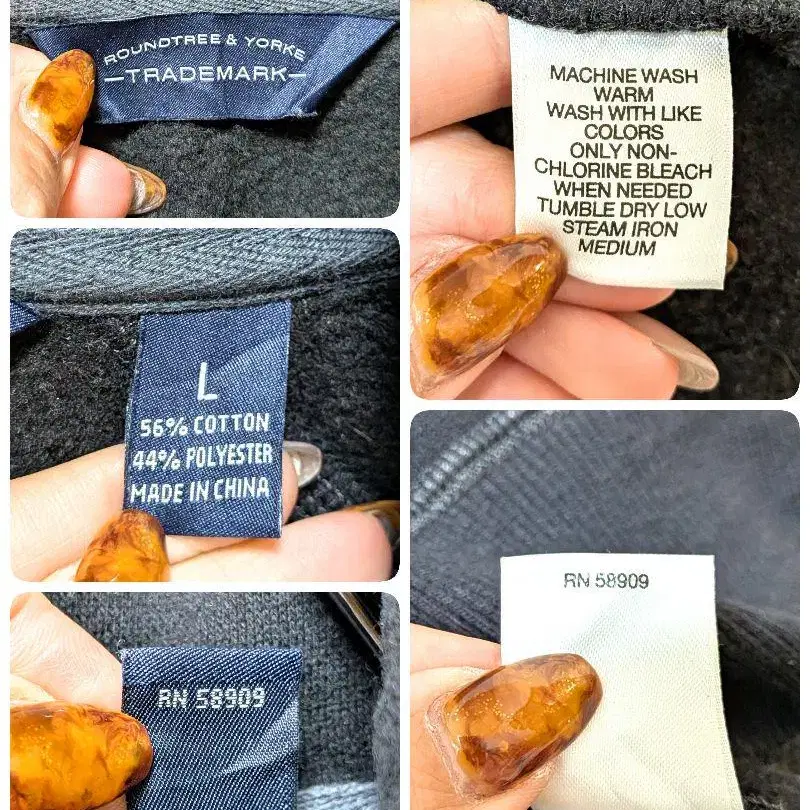 ROUNDTREE & YORKE
—TRADEMARK—
MACHINE WASH
WARM
WASH WITH LIKE
COLORS
ONLY NON-
CHLORINE BLEACH
WHEN NEEDED
TUMBLE DRY LOW
STEAM IRON
MEDIUM
L
56% COTTON
44% POLYESTER
MADE IN CHINA
RN 58909
RN 58909